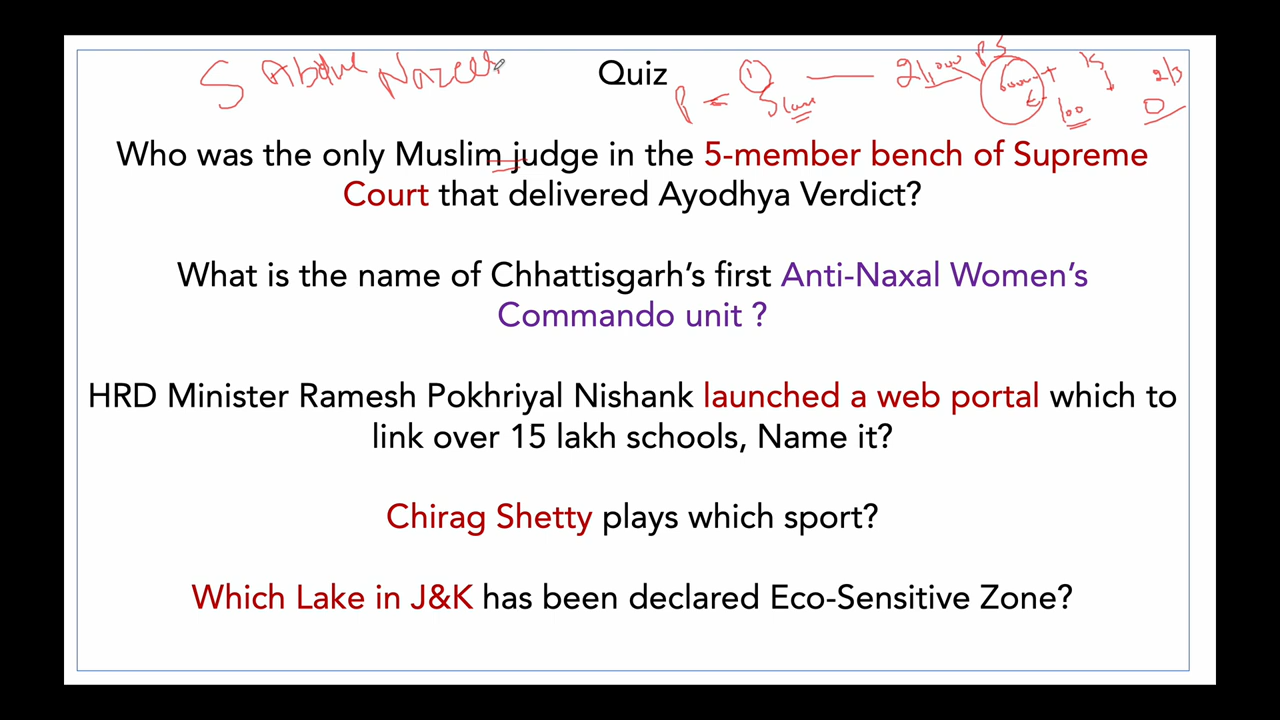 S Abdul Nazeer
Quiz
Who was the only Muslim judge in the 5-member bench of Supreme
Court that delivered Ayodhya Verdict?
What is the name of Chhattisgarh’s first Anti-Naxal Women’s
Commando unit ?
HRD Minister Ramesh Pokhriyal Nishank launched a web portal which to
link over 15 lakh schools, Name it?
Chirag Shetty plays which sport?
Which Lake in J&K has been declared Eco-Sensitive Zone?